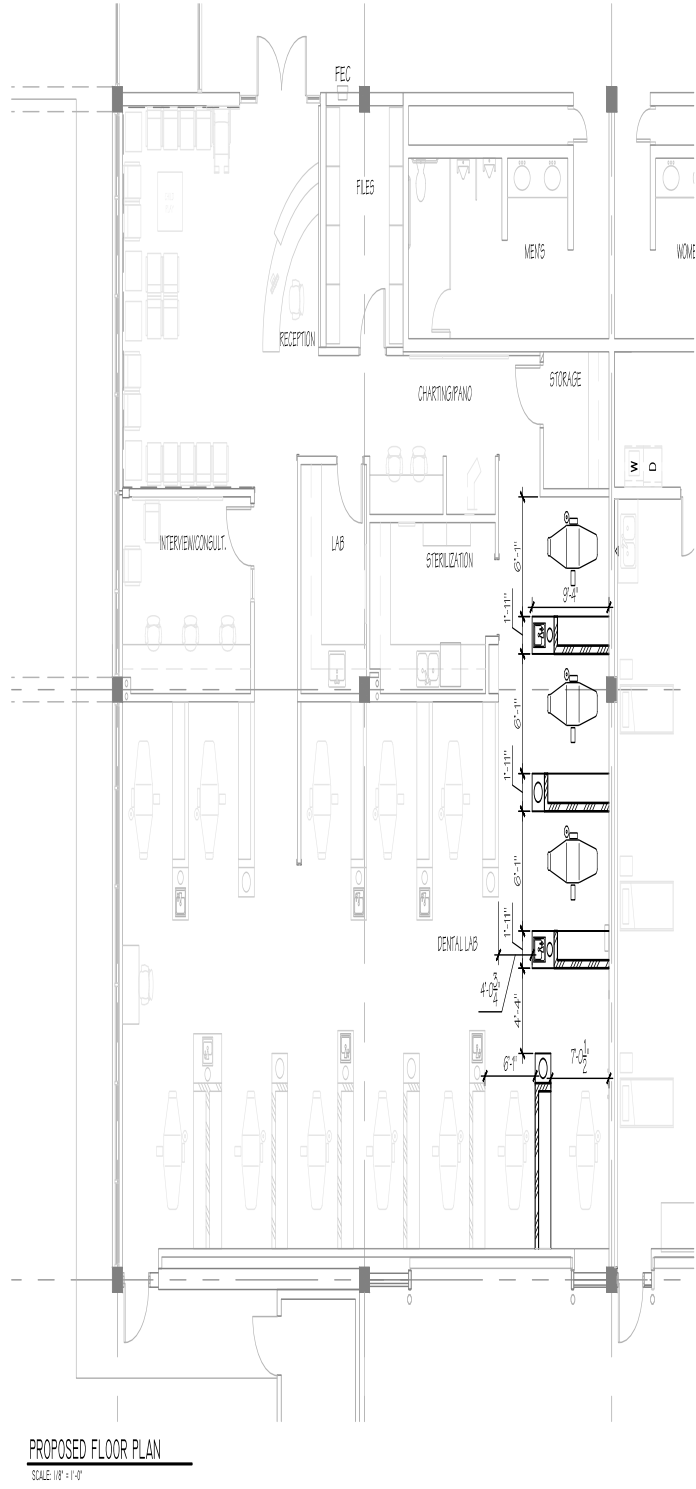 FEC
FILES
MEN'S
WOME
RECEPTION
CHARTING/PANO
STORAGE
W
D
INTERVIEW/CONSULT.
LAB
STERILIZATION
6'-1"
9'-4"
1'-11"
6'-1"
1'-11"
6'-1"
1'-11"
DENTAL LAB
4'-0 3/4"
4'-4"
6'-1"
7'-0 1/2"
PROPOSED FLOOR PLAN
SCALE: 1/8" = 1'-0"